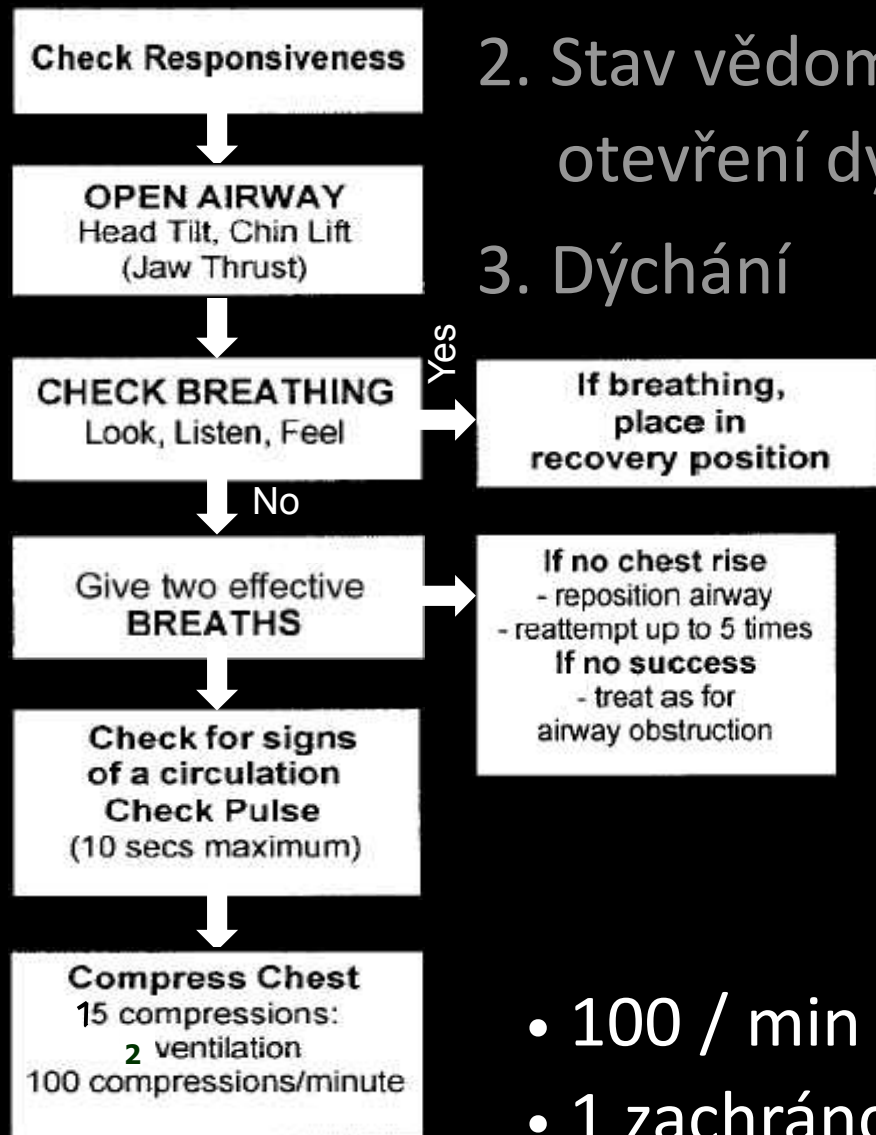 Check Responsiveness
OPEN AIRWAY
Head Tilt, Chin Lift
(Jaw Thrust)
CHECK BREATHING
Look, Listen, Feel
Yes
If breathing,
place in
recovery position
No
Give two effective
BREATHS
If no chest rise
- reposition airway
- reattempt up to 5 times
If no success
- treat as for
airway obstruction
Check for signs
of a circulation
Check Pulse
(10 secs maximum)
Compress Chest
15 compressions:
2 ventilation
100 compressions/minute
2. Stav
otevření
3. Dýchání
• 100 / min
• 1